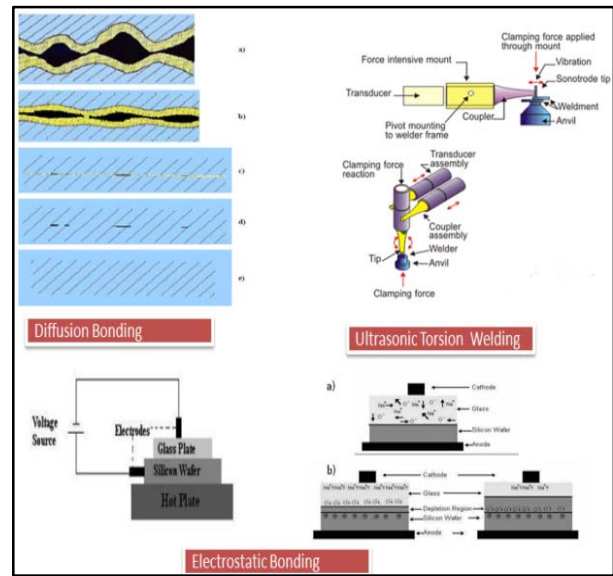 a)
b)
c)
d)
e)
Diffusion Bonding
Clamping force applied
through mount
Vibration
Sonotrode tip
Force intensive mount
Transducer
Coupler
Weldment
Anvil
Pivot mounting
to welder frame
Clamping force
reaction
Transducer
assembly
Coupler
assembly
Tip
Welder
Anvil
Clamping force
Ultrasonic Torsion Welding
Voltage
Source
Electrodes
Glass Plate
Silicon Wafer
Hot Plate
a)
Cathode
Glass
Silicon Wafer
Anode
b)
Cathode
Glass
Depletion Region
Silicon Wafer
Anode
Electrostatic Bonding